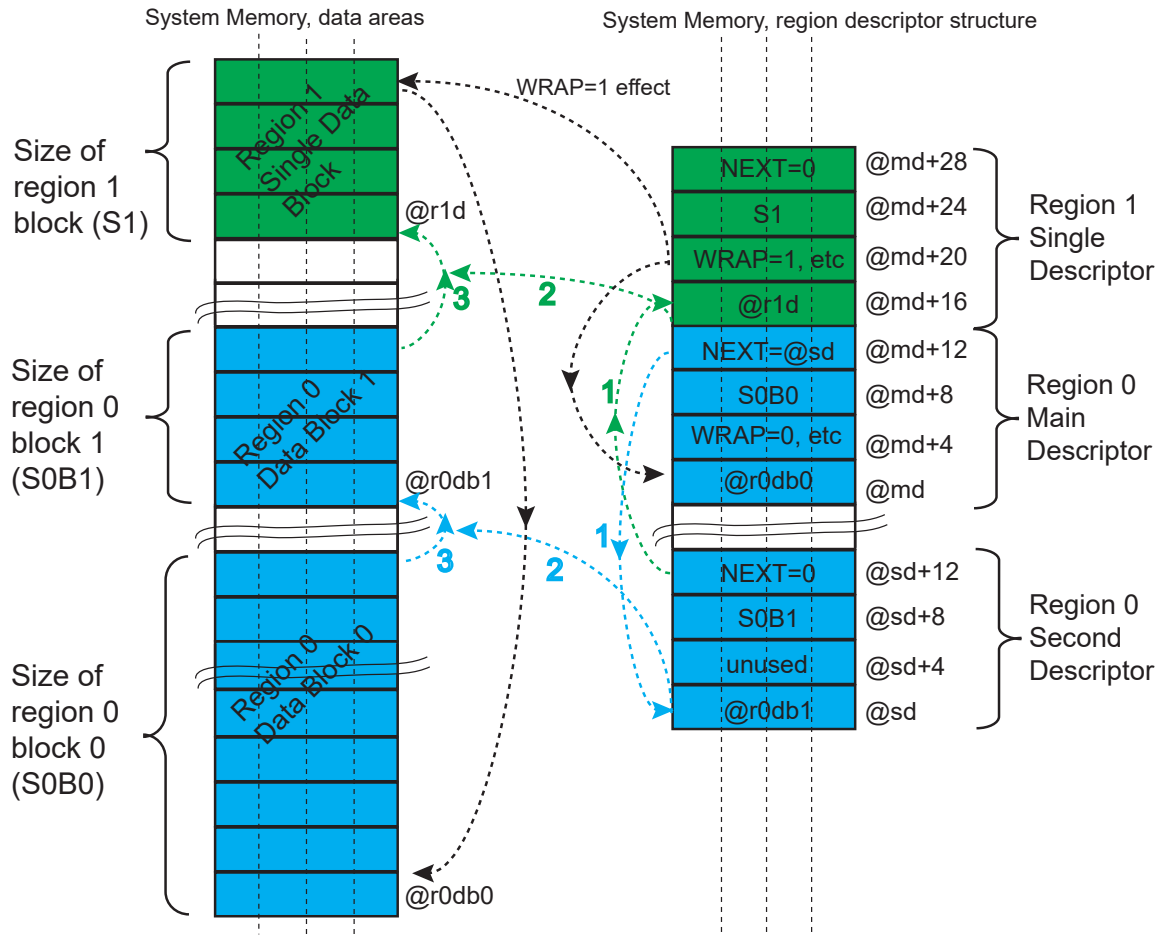 System Memory, data areas
System Memory, region descriptor structure
WRAP=1 effect
Size of
region 1
block (S1)
Region 1
Single Data
Block
@r1d
3
2
Size of
region 0
block 1
(S0B1)
Region 0
Data Block 1
@r0db1
3
2
1
1
Size of
region 0
block 0
(S0B0)
Region 0
Data Block 0
@r0db0
NEXT=0
@md+28
S1
@md+24
WRAP=1, etc
@md+20
@r1d
@md+16
Region 1
Single
Descriptor
NEXT=@sd
@md+12
S0B0
@md+8
WRAP=0, etc
@md+4
@r0db0
@md
Region 0
Main
Descriptor
NEXT=0
@sd+12
S0B1
@sd+8
unused
@sd+4
@r0db1
@sd
Region 0
Second
Descriptor